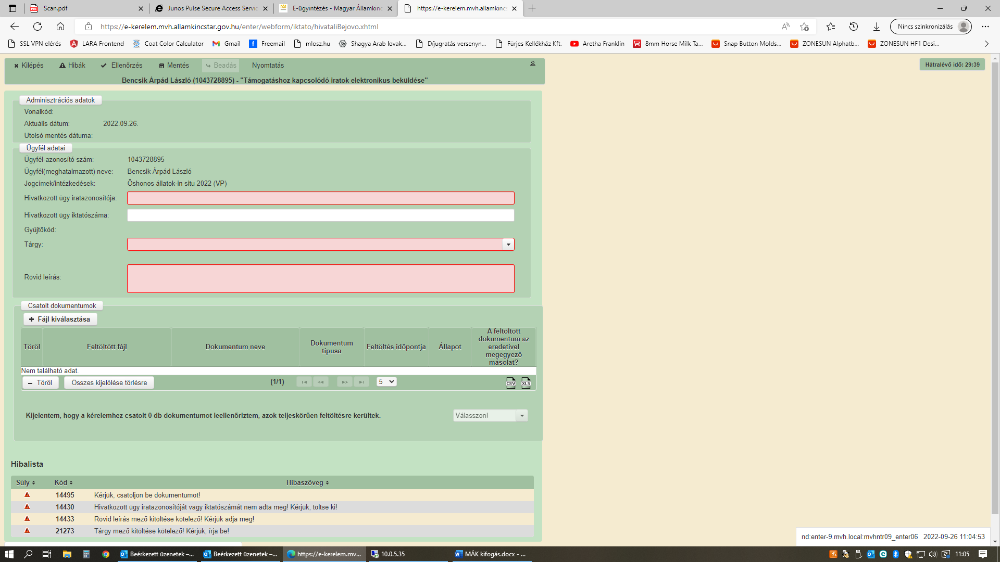 Scan.pdf
Junos Pulse Secure Access Servic
E-ügyintézés - Magyar Államkinc
https://e-kerelem.mvh.allamkincs
https://e-kerelem.mvh.allamkincstar.gov.hu/enter/webform/iktato/hivataliBejovo.xhtml
Nincs szinkronizálás
SSL VPN elérés
LARA Frontend
Coat Color Calculator
Gmail
Freemail
mlosz.hu
Shagya Arab lovak...
Díjugratás versenyn...
Fürjes Kellékház Kft.
Aretha Franklin
8mm Horse Milk Ta...
Snap Button Molds...
ZONESUN Alphatb...
ZONESUN HF1 Desi...
Kilépés
Hibák
Ellenőrzés
Mentés
Beadás
Nyomtatás
Bencsik Árpád László (1043728895) - "Támogatáshoz kapcsolódó iratok elektronikus beküldése"
Hátralévő idő: 29:39
Adminisztrációs adatok
Vonalkód:
Aktuális dátum: 2022.09.26.
Utolsó mentés dátuma:
Ügyfél adatai
Ügyfél-azonosító szám: 1043728895
Ügyfél(meghatalmazott) neve: Bencsik Árpád László
Jogcímek/intézkedések: Őshonos állatok-in situ 2022 (VP)
Hivatkozott ügy iratazonosítója:
Hivatkozott ügy iktatószáma:
Gyüjtőkód:
Tárgy:
Rövid leírás:
Csatolt dokumentumok
Fájl kiválasztása
Töröl
Feltöltött fájl
Dokumentum neve
Dokumentum típusa
Feltöltés időpontja
Állapot
A feltöltött dokumentum az eredetivel megegyező másolat?
Nem található adat.
Töröl
Összes kijelölése törlésre
(1/1)
5
CSV
XLS
Kijelentem, hogy a kérelemhez csatolt 0 db dokumentumot leellenőriztem, azok teljeskörűen feltöltésre kerültek.
Válasszon!
Hibalista
Súly Kód Hibaszöveg
14495 Kérjük, csatoljon be dokumentumot!
14430 Hivatkozott ügy iratazonosítóját vagy iktatószámát nem adta meg! Kérjük, töltse ki!
14433 Rövid leírás mező kitöltése kötelező! Kérjük adja meg!
21273 Tárgy mező kitöltése kötelező! Kérjük, írja be!
nd:enter-9.mvh.local:mvhntr09_enter06 2022-09-26 11:04:53
Beérkezett üzenetek –...
Beérkezett üzenetek –...
https://e-kerelem.mv...
10.0.5.35
MÁK kifogás.docx - ...
11:05